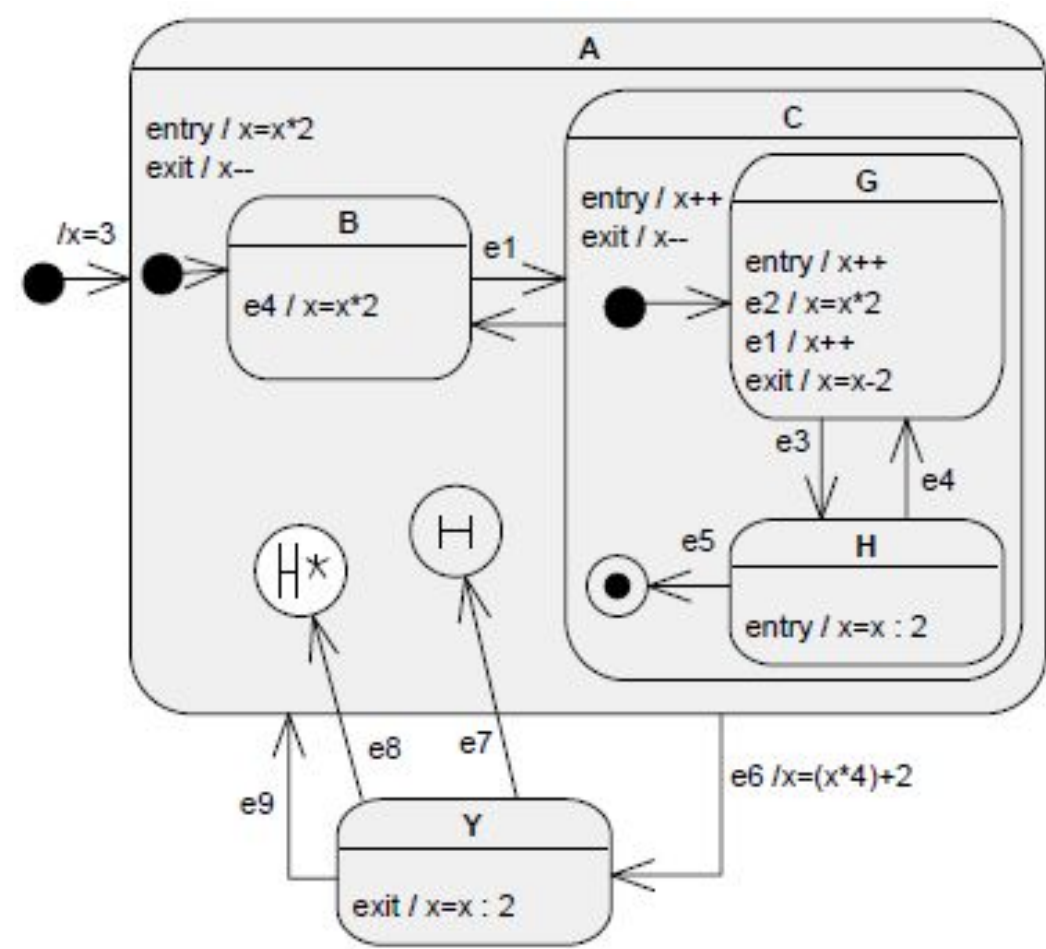 A
entry / x=x*2
exit / x--
/x=3
B
e4 / x=x*2
e1
C
entry / x++
exit / x--
G
entry / x++
e2 / x=x*2
e1 / x++
exit / x=x-2
e3
e4
H
entry / x=x : 2
e5
H*
H
e8
e7
e9
e6 /x=(x*4)+2
Y
exit / x=x : 2